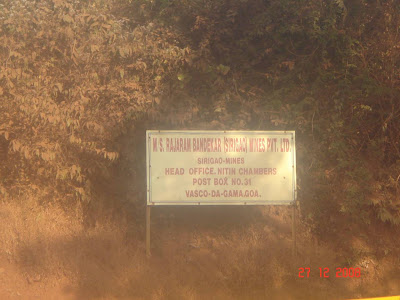 M.S. RAJARAM BANDEKAR (SIRIGAO) MINES PVT. LTD.
SIRIGAO-MINES
HEAD OFFICE. NITIN CHAMBERS
POST BOX NO.31
VASCO-DA-GAMA.GOA.
27 12